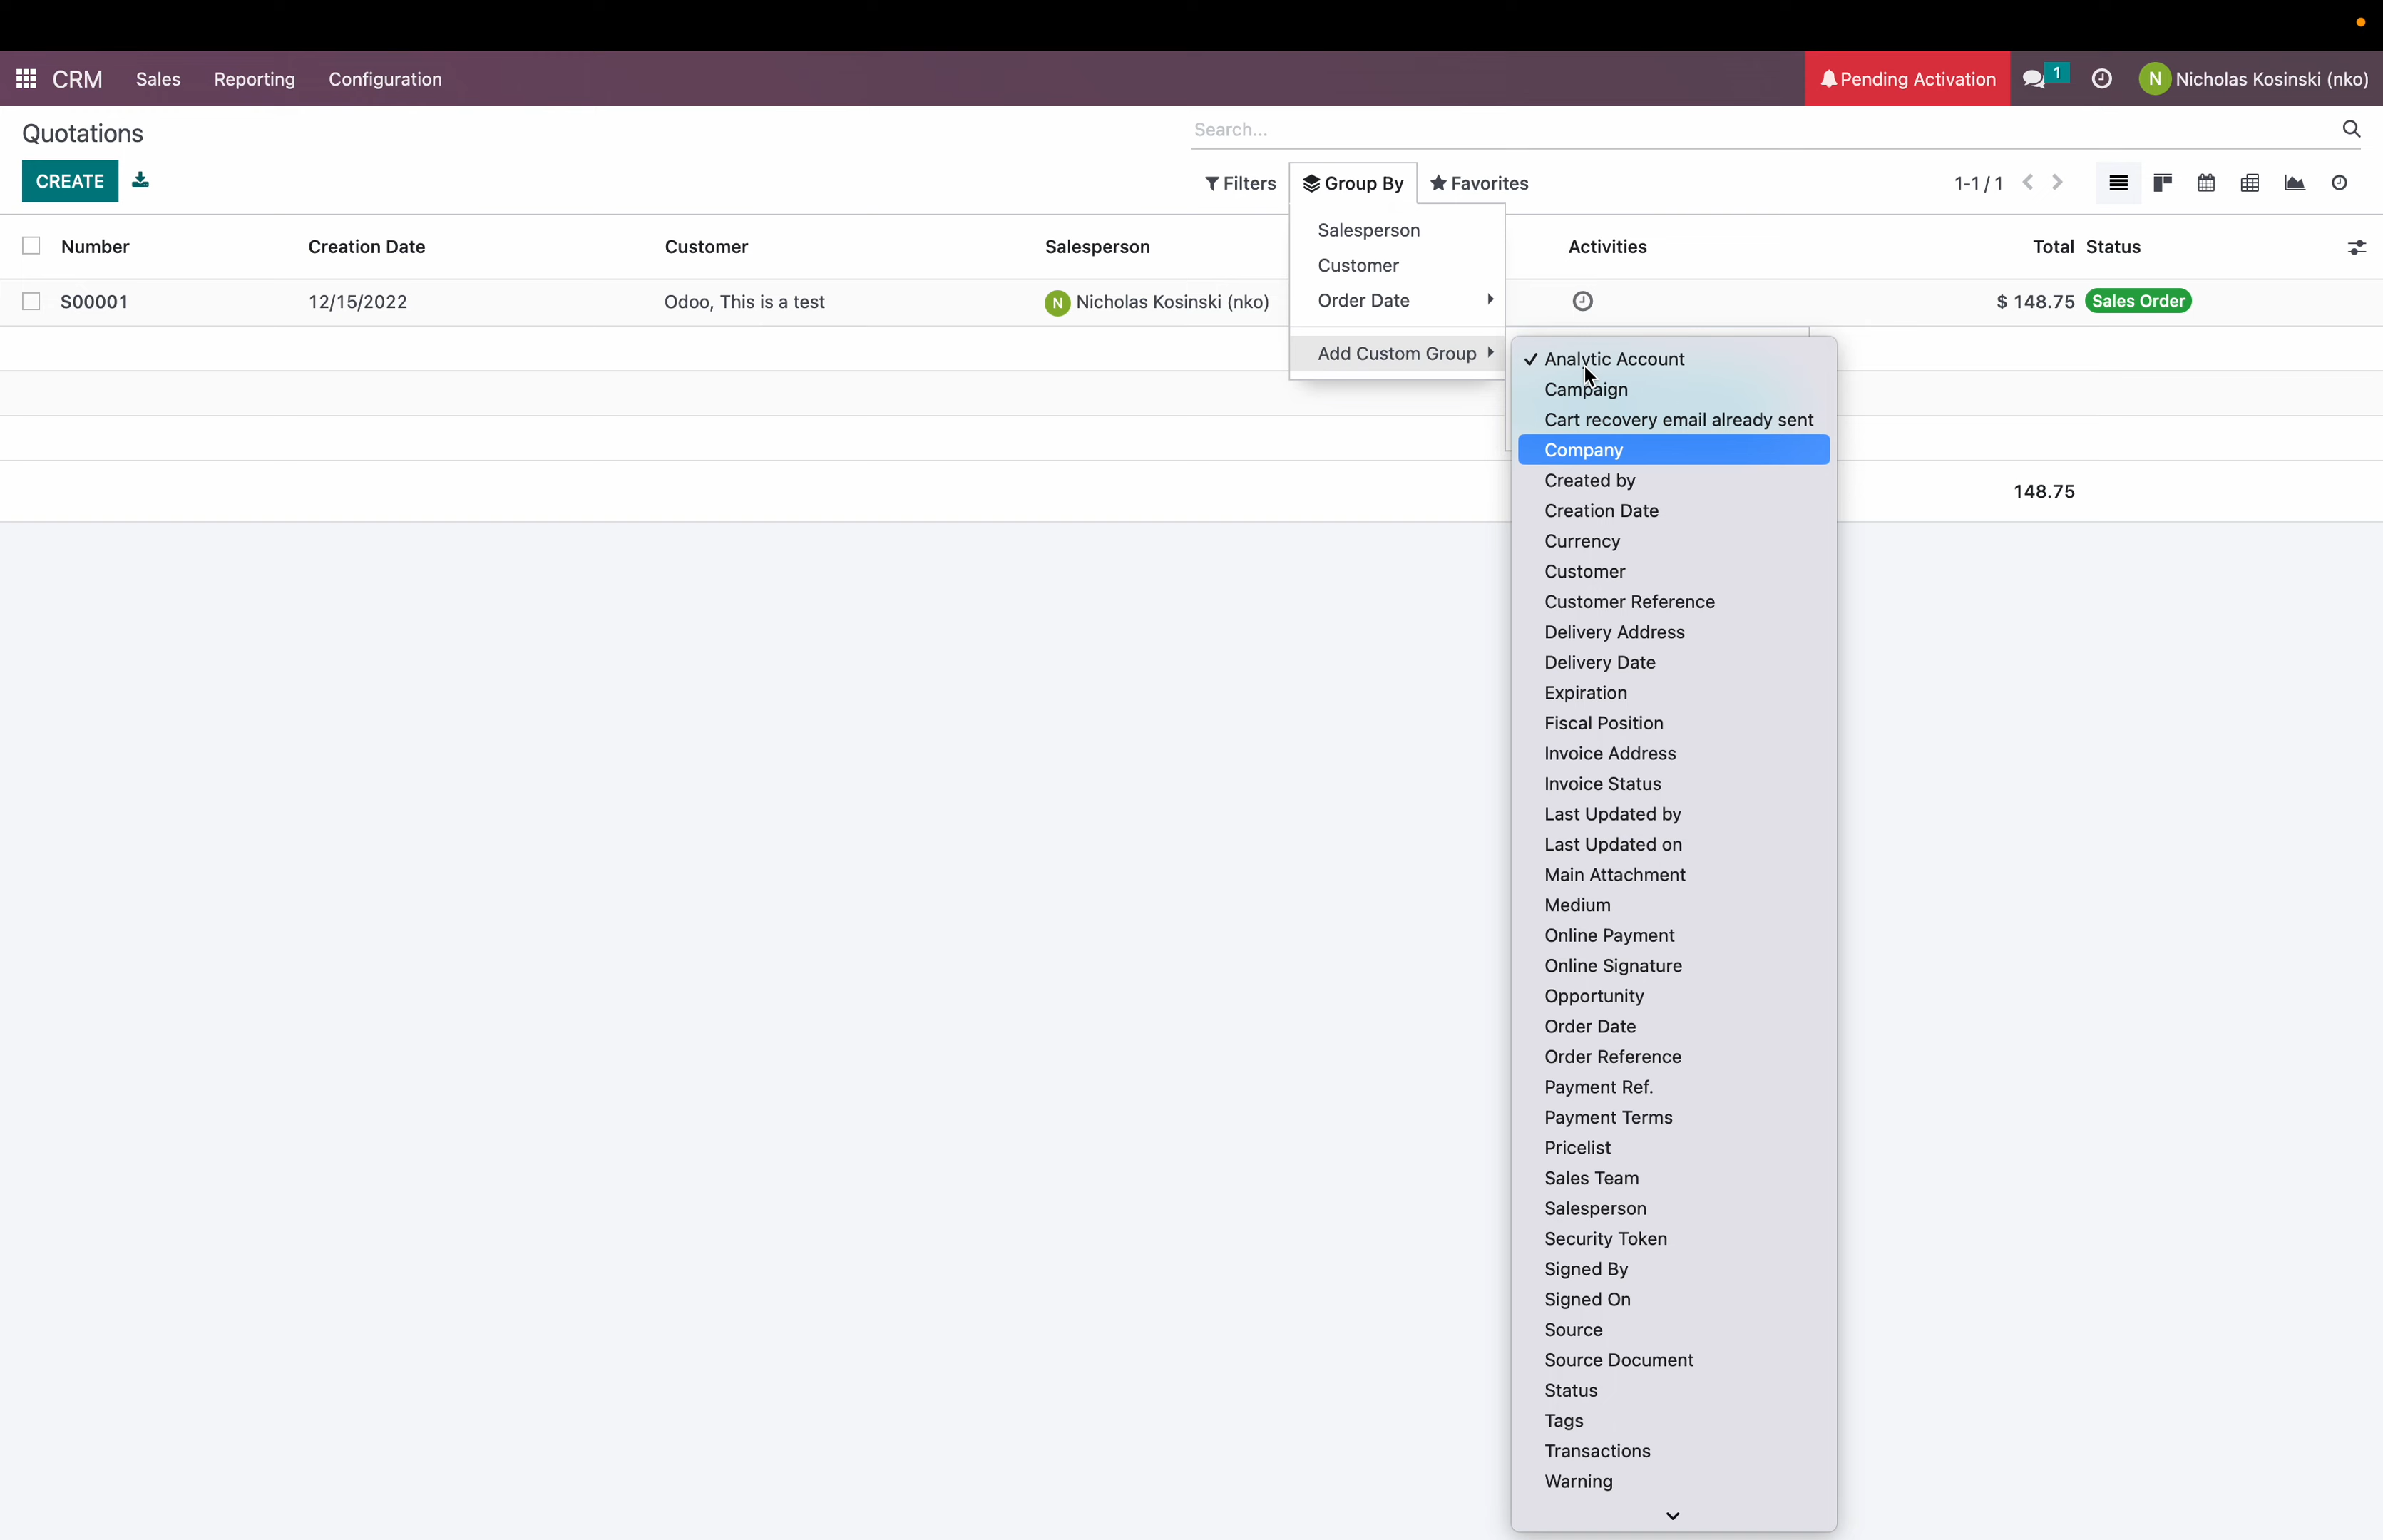 CRM Sales Reporting Configuration Pending Activation 1 N Nicholas Kosinski (nko)
Quotations Search...
CREATE Filters Group By Favorites 1-1 / 1
Number Creation Date Customer Salesperson Activities Total Status
S00001 12/15/2022 Odoo, This is a test N Nicholas Kosinski (nko) $ 148.75 Sales Order
148.75
Salesperson
Customer
Order Date
Add Custom Group
Analytic Account
Campaign
Cart recovery email already sent
Company
Created by
Creation Date
Currency
Customer
Customer Reference
Delivery Address
Delivery Date
Expiration
Fiscal Position
Invoice Address
Invoice Status
Last Updated by
Last Updated on
Main Attachment
Medium
Online Payment
Online Signature
Opportunity
Order Date
Order Reference
Payment Ref.
Payment Terms
Pricelist
Sales Team
Salesperson
Security Token
Signed By
Signed On
Source
Source Document
Status
Tags
Transactions
Warning